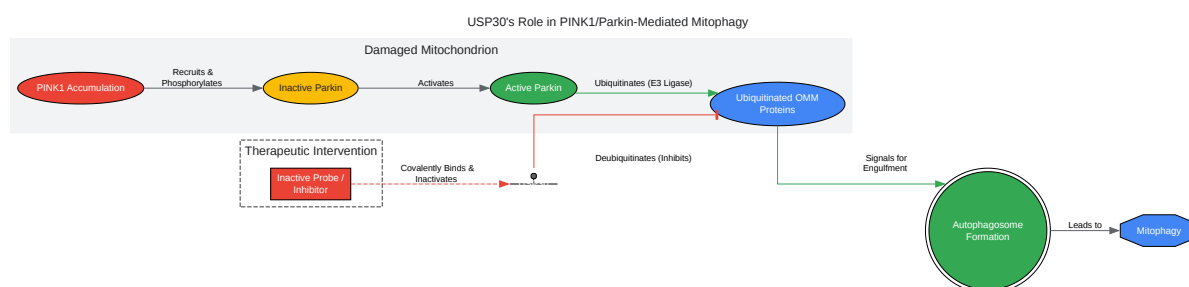 USP30's Role in PINK1/Parkin-Mediated Mitophagy
Damaged Mitochondrion
PINK1 Accumulation
Recruits &
Phosphorylates
Inactive Parkin
Activates
Active Parkin
Ubiquitinates (E3 Ligase)
Ubiquitinated OMM
Proteins
Therapeutic Intervention
Inactive Probe /
Inhibitor
Covalently Binds &
Inactivates
Deubiquitinates (Inhibits)
Signals for
Engulfment
Autophagosome
Formation
Leads to
Mitophagy